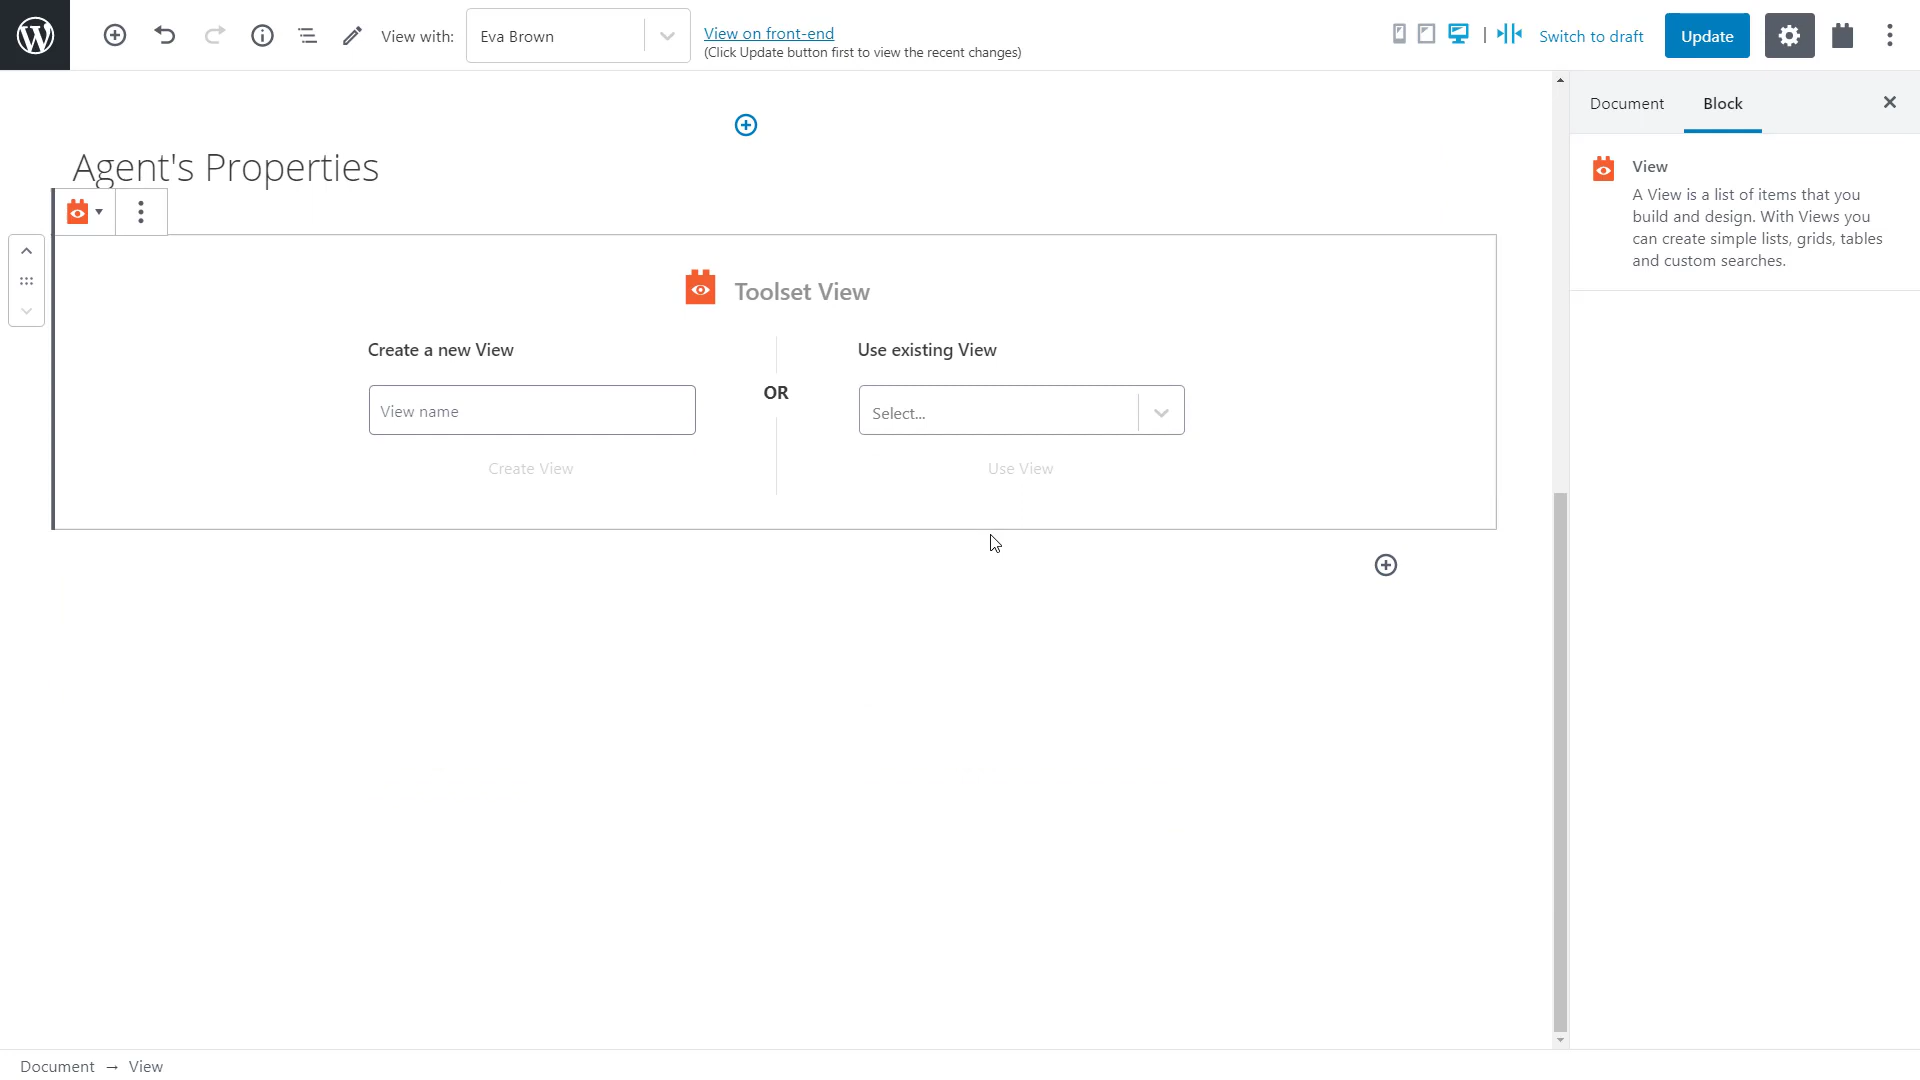 View with:
Eva Brown
View on front-end
(Click Update button first to view the recent changes)
Switch to draft
Update
Document
Block
Agent's Properties
View
A View is a list of items that you
build and design. With Views you
can create simple lists, grids, tables
and custom searches.
Toolset View
Create a new View
Use existing View
OR
View name
Select...
Create View
Use View
Document → View